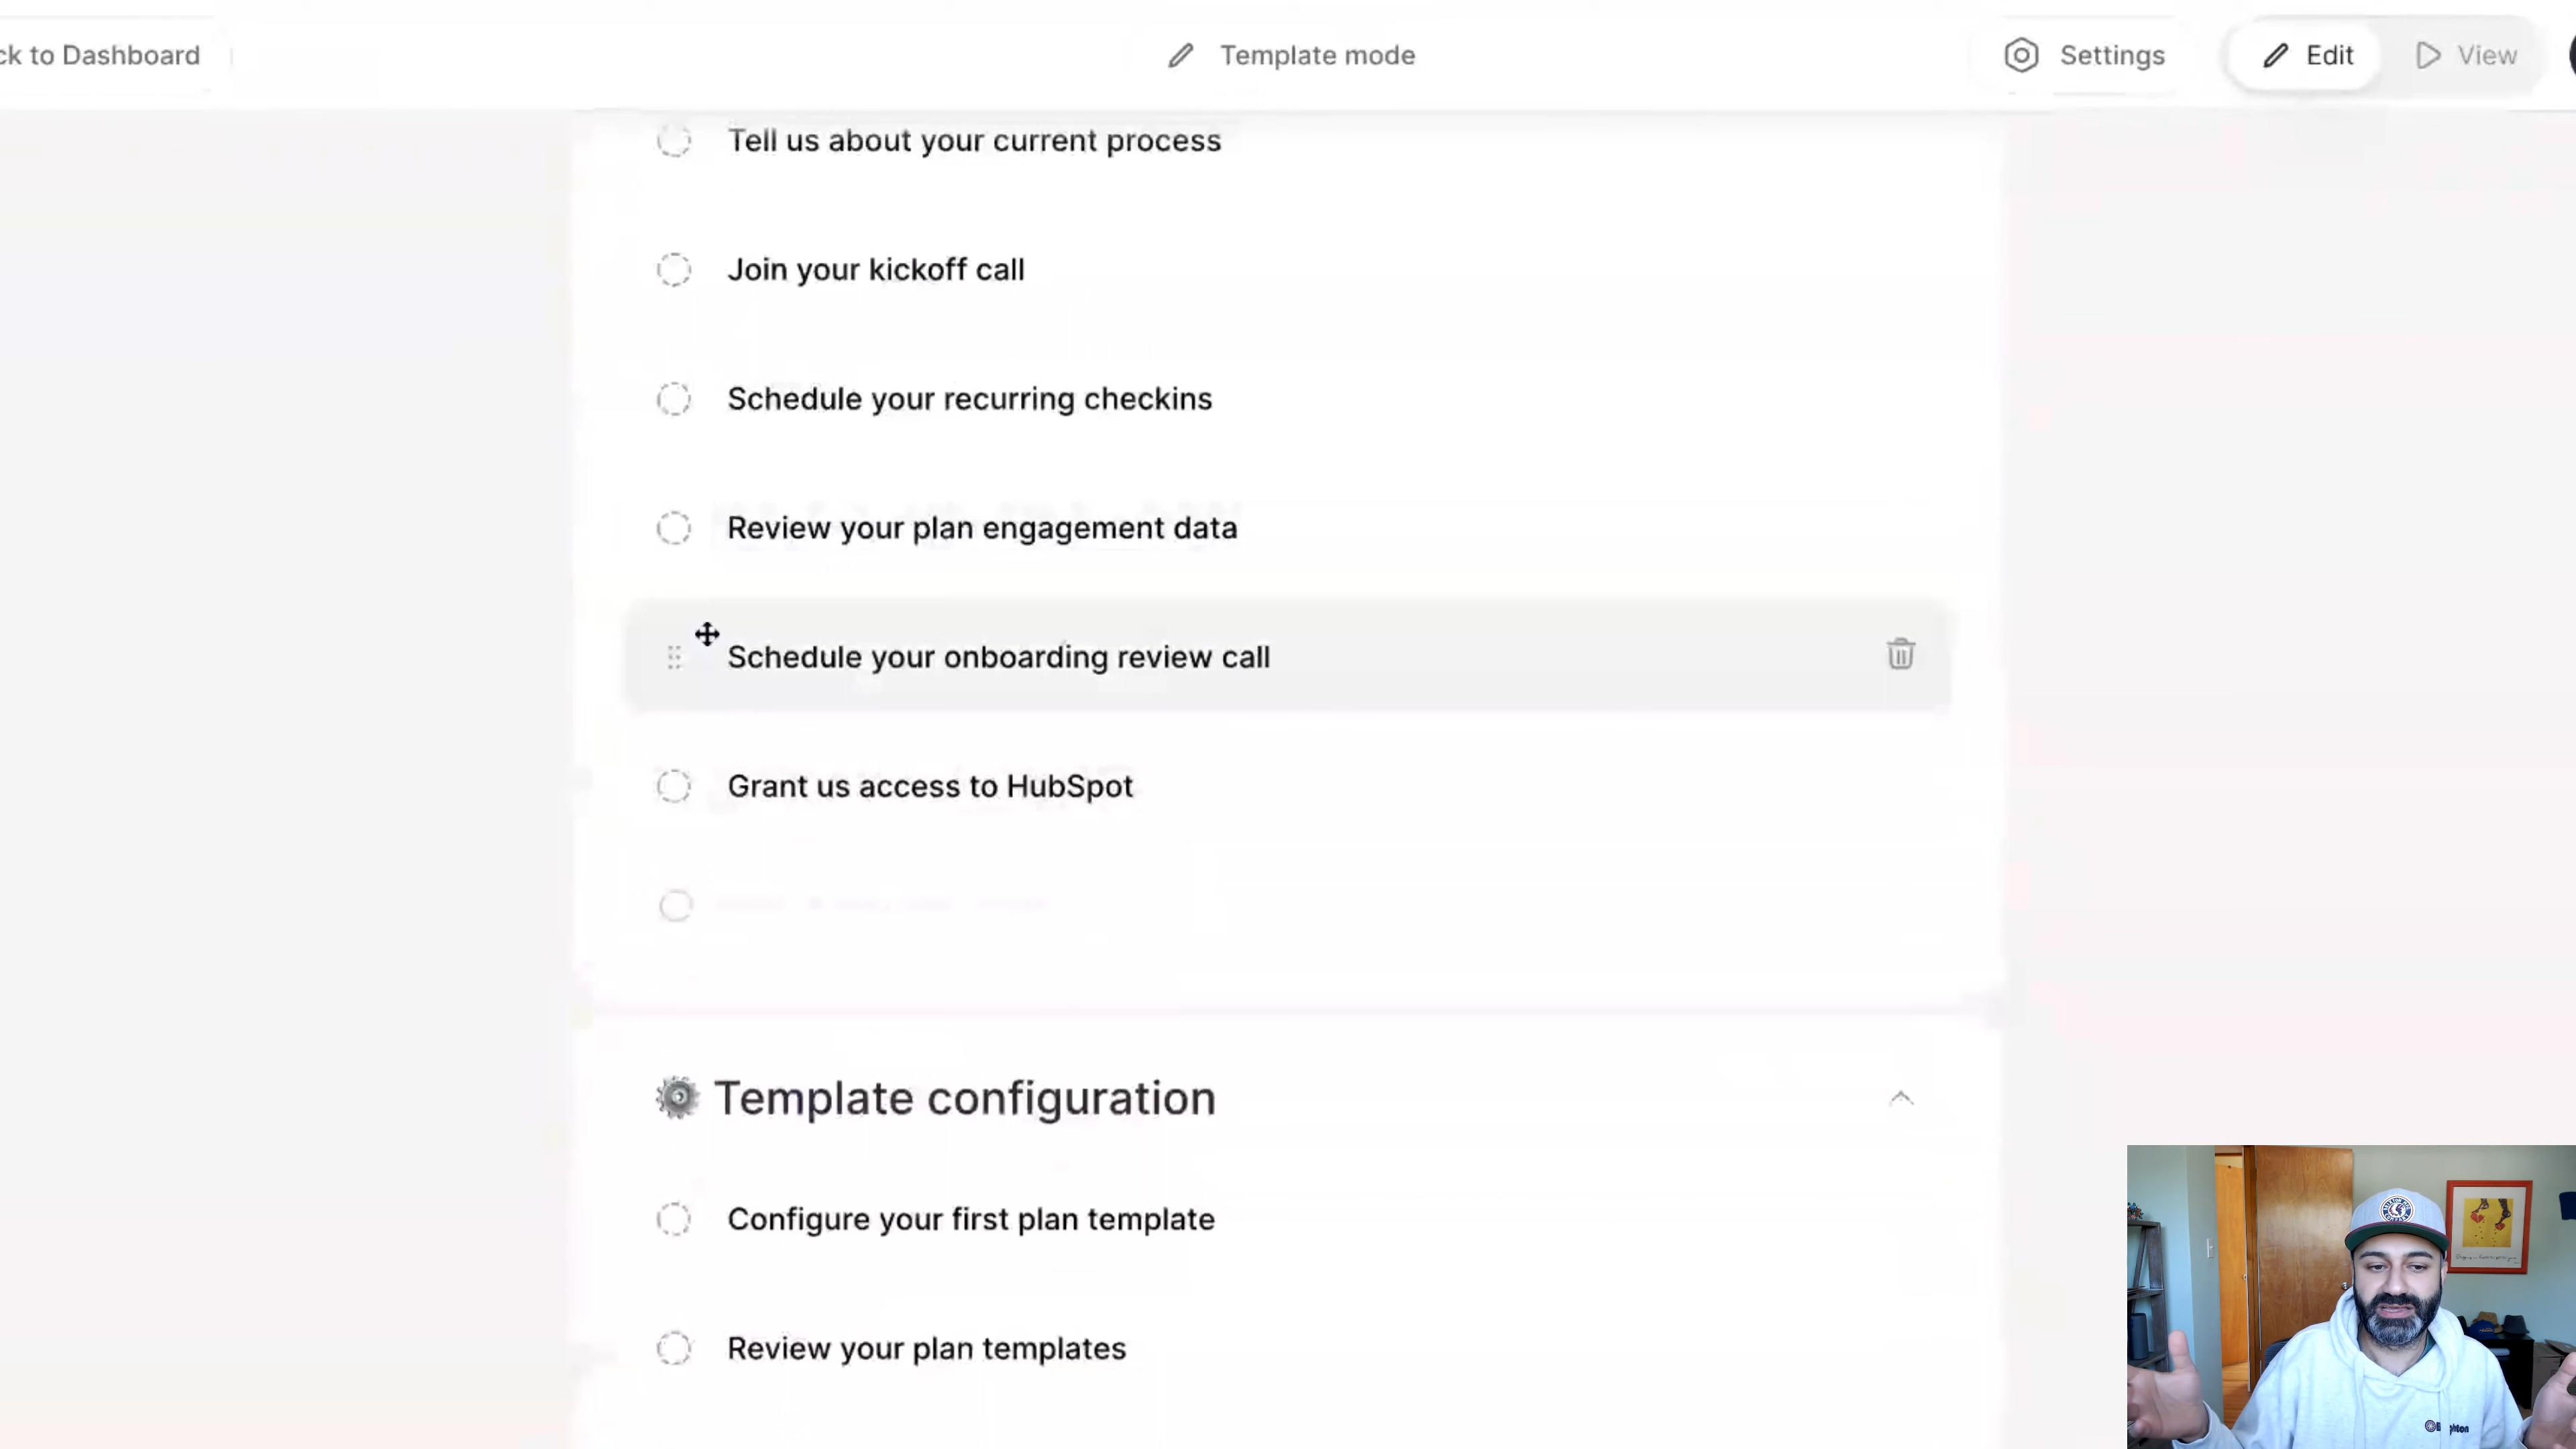 ck to Dashboard
Template mode
Settings
Edit
View
Tell us about your current process
Join your kickoff call
Schedule your recurring checkins
Review your plan engagement data
Schedule your onboarding review call
Grant us access to HubSpot
Template configuration
Configure your first plan template
Review your plan templates